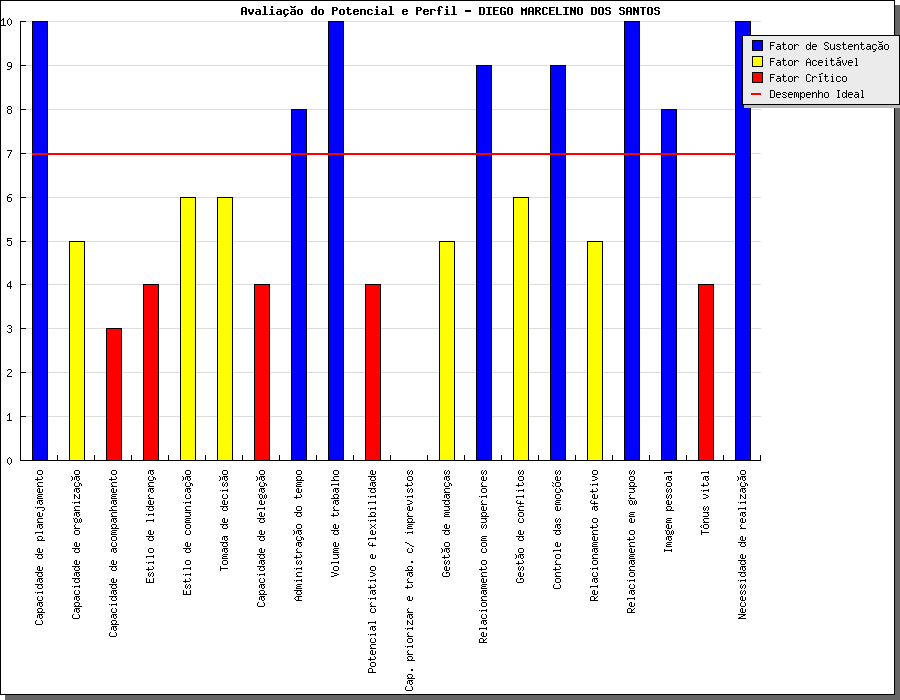 Avaliação do Potencial e Perfil - DIEGO MARCELINO DOS SANTOS
10
9
8
7
6
5
4
3
2
1
0
Fator de Sustentação
Fator Aceitável
Fator Crítico
Desempenho Ideal
Capacidade de planejamento
Capacidade de organização
Capacidade de acompanhamento
Estilo de liderança
Estilo de comunicação
Tomada de decisão
Capacidade de delegação
Administração do tempo
Volume de trabalho
Potencial criativo e flexibilidade
Cap. priorizar e trab. c/ imprevistos
Gestão de mudanças
Relacionamento com superiores
Gestão de conflitos
Controle das emoções
Relacionamento afetivo
Relacionamento em grupos
Imagem pessoal
Tônus vital
Necessidade de realização